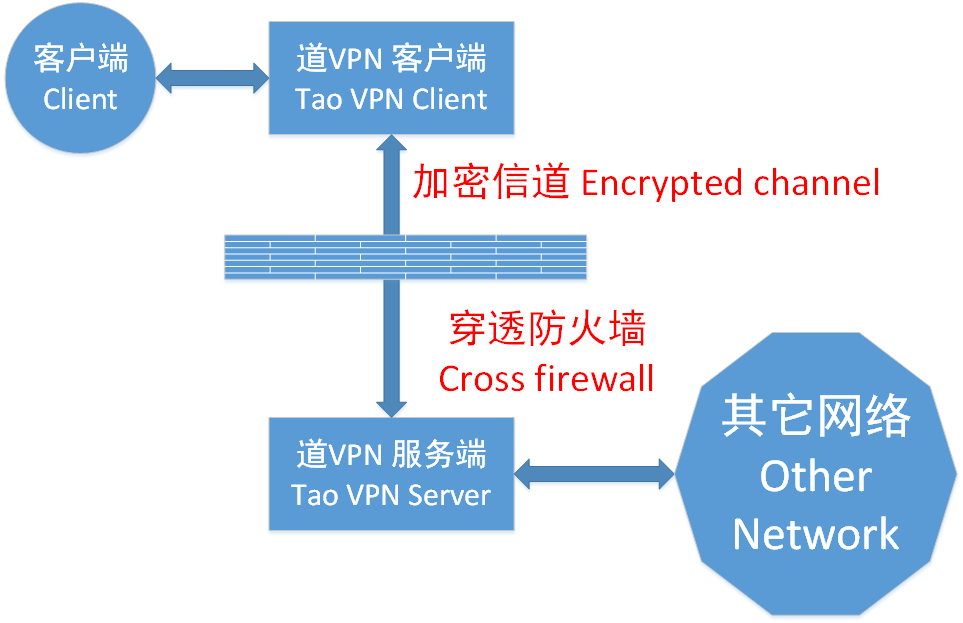 客户端
Client
道VPN 客户端
Tao VPN Client
加密信道 Encrypted channel
穿透防火墙
Cross firewall
道VPN 服务端
Tao VPN Server
其它网络
Other
Network